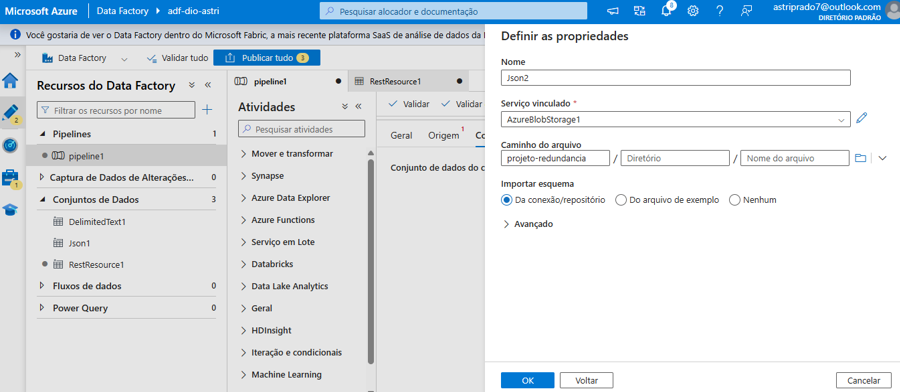 Microsoft Azure
Data Factory
adf-dio-astri
Pesquisar alocador e documentação
1
astriprado7@outlook.com
DIRETÓRIO PADRÃO
Você gostaria de ver o Data Factory dentro do Microsoft Fabric, a mais recente plataforma SaaS de análise de dados da
Data Factory
Validar tudo
Publicar tudo
3
2
1
Recursos do Data Factory
Filtrar os recursos por nome
Pipelines
1
pipeline1
Captura de Dados de Alterações...
0
Conjuntos de Dados
3
DelimitedText1
Json1
RestResource1
Fluxos de dados
0
Power Query
0
pipeline1
RestResource1
Atividades
Pesquisar atividades
Mover e transformar
Synapse
Azure Data Explorer
Azure Functions
Serviço em Lote
Databricks
Data Lake Analytics
Geral
HDInsight
Iteração e condicionais
Machine Learning
Validar
Validar
Geral
Origem
1
Co
Conjunto de dados do c
Definir as propriedades
Nome
Json2
Serviço vinculado *
AzureBlobStorage1
Caminho do arquivo
projeto-redundancia
/
Diretório
/
Nome do arquivo
Importar esquema
Da conexão/repositório
Do arquivo de exemplo
Nenhum
Avançado
OK
Voltar
Cancelar